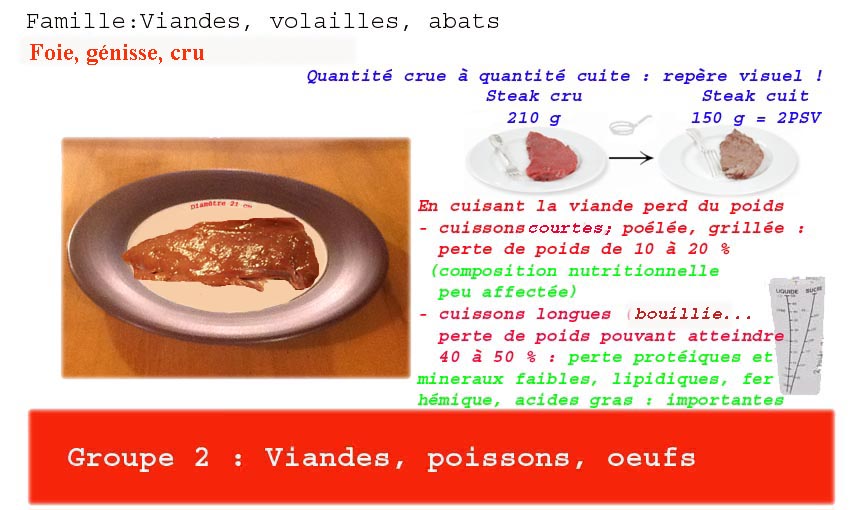 Famille:Viandes, volailles, abats
Foie, génisse, cru
Quantité crue à quantité cuite : repère visuel !
Steak cru
Steak cuit
210 g
150 g = 2PSV
Diamètre 21 cm
En cuisant la viande perd du poids
- cuissons courtes; poélée, grillée :
perte de poids de 10 à 20 %
(composition nutritionnelle
peu affectée)
- cuissons longues (bouillie...
perte de poids pouvant atteindre
40 à 50 % : perte protéiques et
mineraux faibles, lipidiques, fer
hémique, acides gras : importantes
LIQUIDE SUCRE
Groupe 2 : Viandes, poissons, oeufs